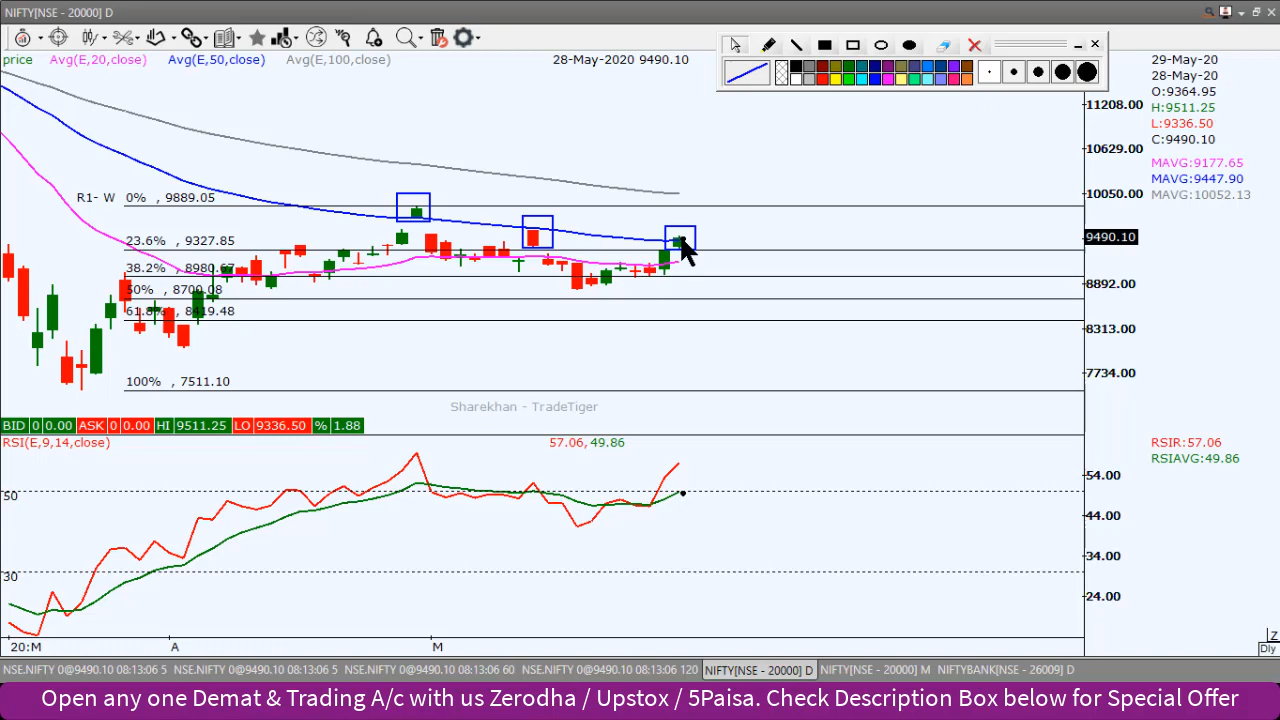 NIFTY[NSE - 20000] D
price Avg(E,20,close) Avg(E,50,close) Avg(E,100,close) 28-May-2020 9490.10
29-May-20
28-May-20
O:9364.95
H:9511.25
L:9336.50
C:9490.10
MAVG:9177.65
MAVG:9447.90
MAVG:10052.13
11208.00
10629.00
10050.00
9490.10
8892.00
8313.00
7734.00
R1- W 0% , 9889.05
23.6% , 9327.85
38.2% , 8980.67
50% , 8700.08
61.8% , 8419.48
100% , 7511.10
Sharekhan - TradeTiger
BID 0 0.00 ASK 0 0.00 HI 9511.25 LO 9336.50 % 1.88
RSI(E,9,14,close) 57.06, 49.86
RSIR:57.06
RSIAVG:49.86
54.00
44.00
34.00
24.00
50
30
20:M A M
Z
Dly
NSE.NIFTY 0@9490.10 08:13:06 5 NSE.NIFTY 0@9490.10 08:13:06 5 NSE.NIFTY 0@9490.10 08:13:06 60 NSE.NIFTY 0@9490.10 08:13:06 120 NIFTY[NSE - 20000] D NIFTY[NSE - 20000] M NIFTYBANK[NSE - 26009] D
Open any one Demat & Trading A/c with us Zerodha / Upstox / 5Paisa. Check Description Box below for Special Offer